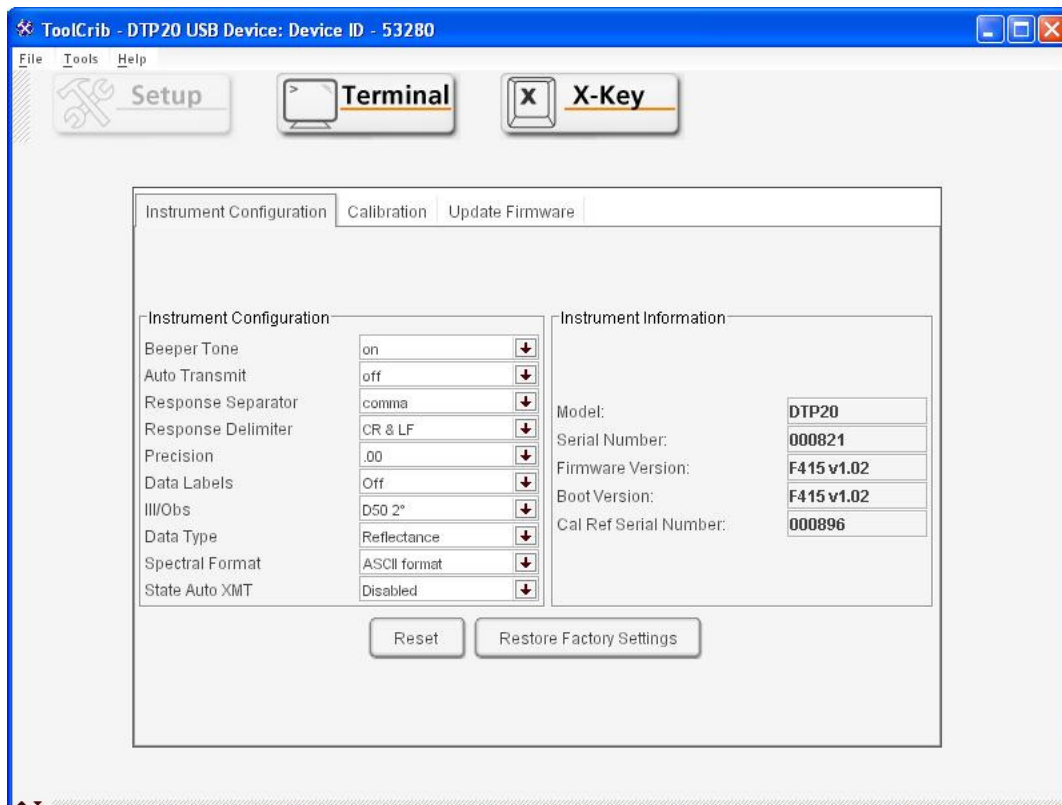 ToolCrib - DTP20 USB Device: Device ID - 53280
File Tools Help
Setup
> Terminal
X X-Key
Instrument Configuration Calibration Update Firmware
Instrument Configuration
Beeper Tone on
Auto Transmit off
Response Separator comma
Response Delimiter CR & LF
Precision .00
Data Labels Off
Ill/Obs D50 2°
Data Type Reflectance
Spectral Format ASCII format
State Auto XMT Disabled
Instrument Information
Model: DTP20
Serial Number: 000821
Firmware Version: F415 v1.02
Boot Version: F415 v1.02
Cal Ref Serial Number: 000896
Reset Restore Factory Settings